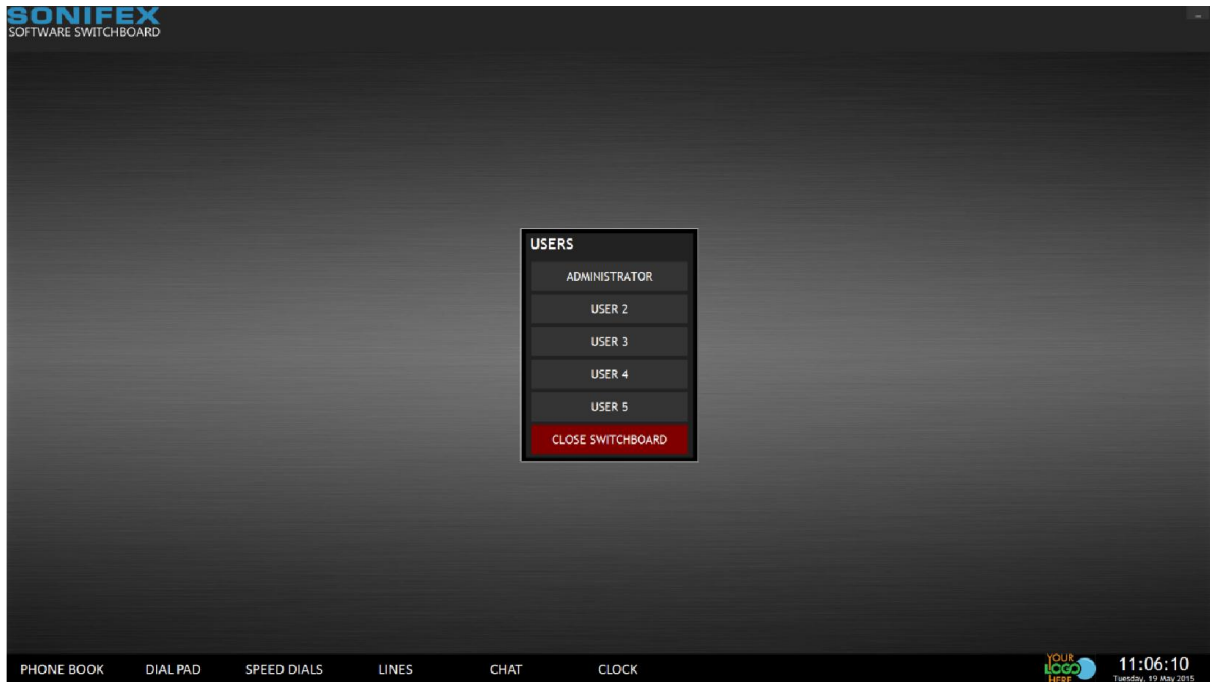 SONIFEX
SOFTWARE SWITCHBOARD
USERS
ADMINISTRATOR
USER 2
USER 3
USER 4
USER 5
CLOSE SWITCHBOARD
PHONE BOOK DIAL PAD SPEED DIALS LINES CHAT CLOCK
YOUR
LOGO
HERE
11:06:10
Tuesday, 19 May 2015